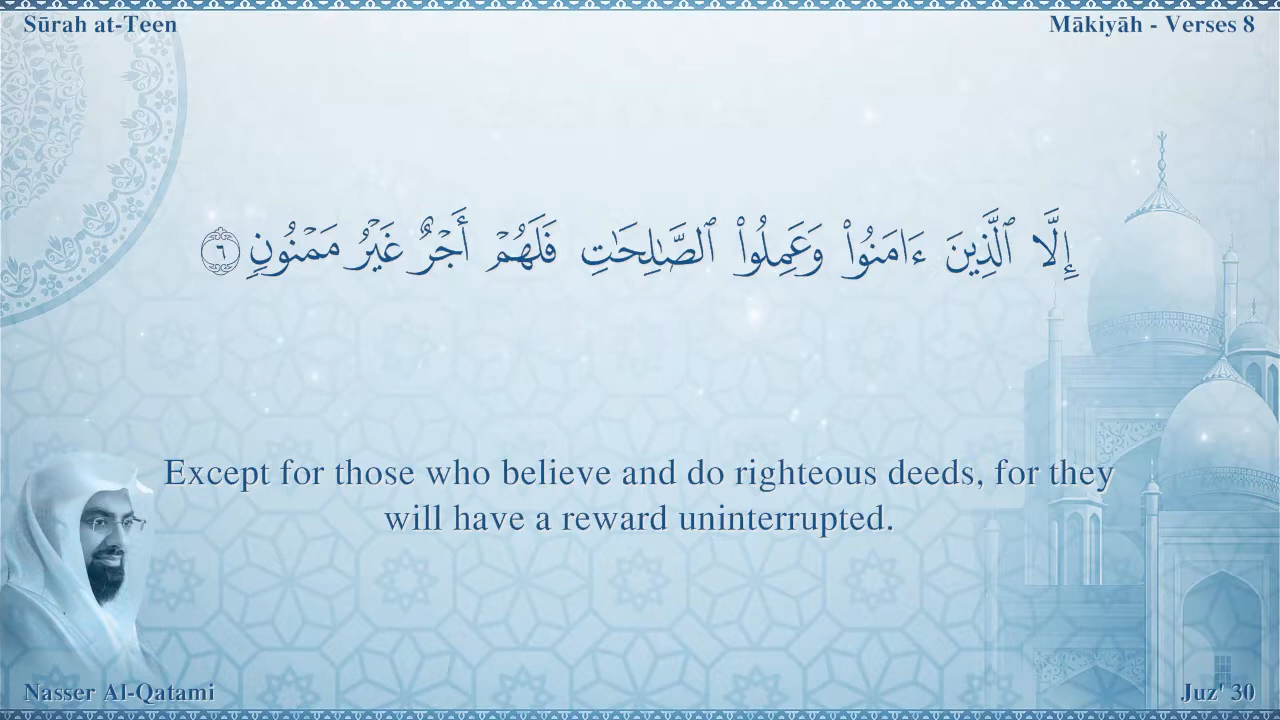 Sūrah at-Teen
Mākiyāh - Verses 8
إِلَّا ٱلَّذِينَ ءَامَنُوا۟ وَعَمِلُوا۟ ٱلصَّـٰلِحَـٰتِ فَلَهُمْ أَجْرٌ غَيْرُ مَمْنُونٍ ٦
Except for those who believe and do righteous deeds, for they
will have a reward uninterrupted.
Nasser Al-Qatami
Juz' 30